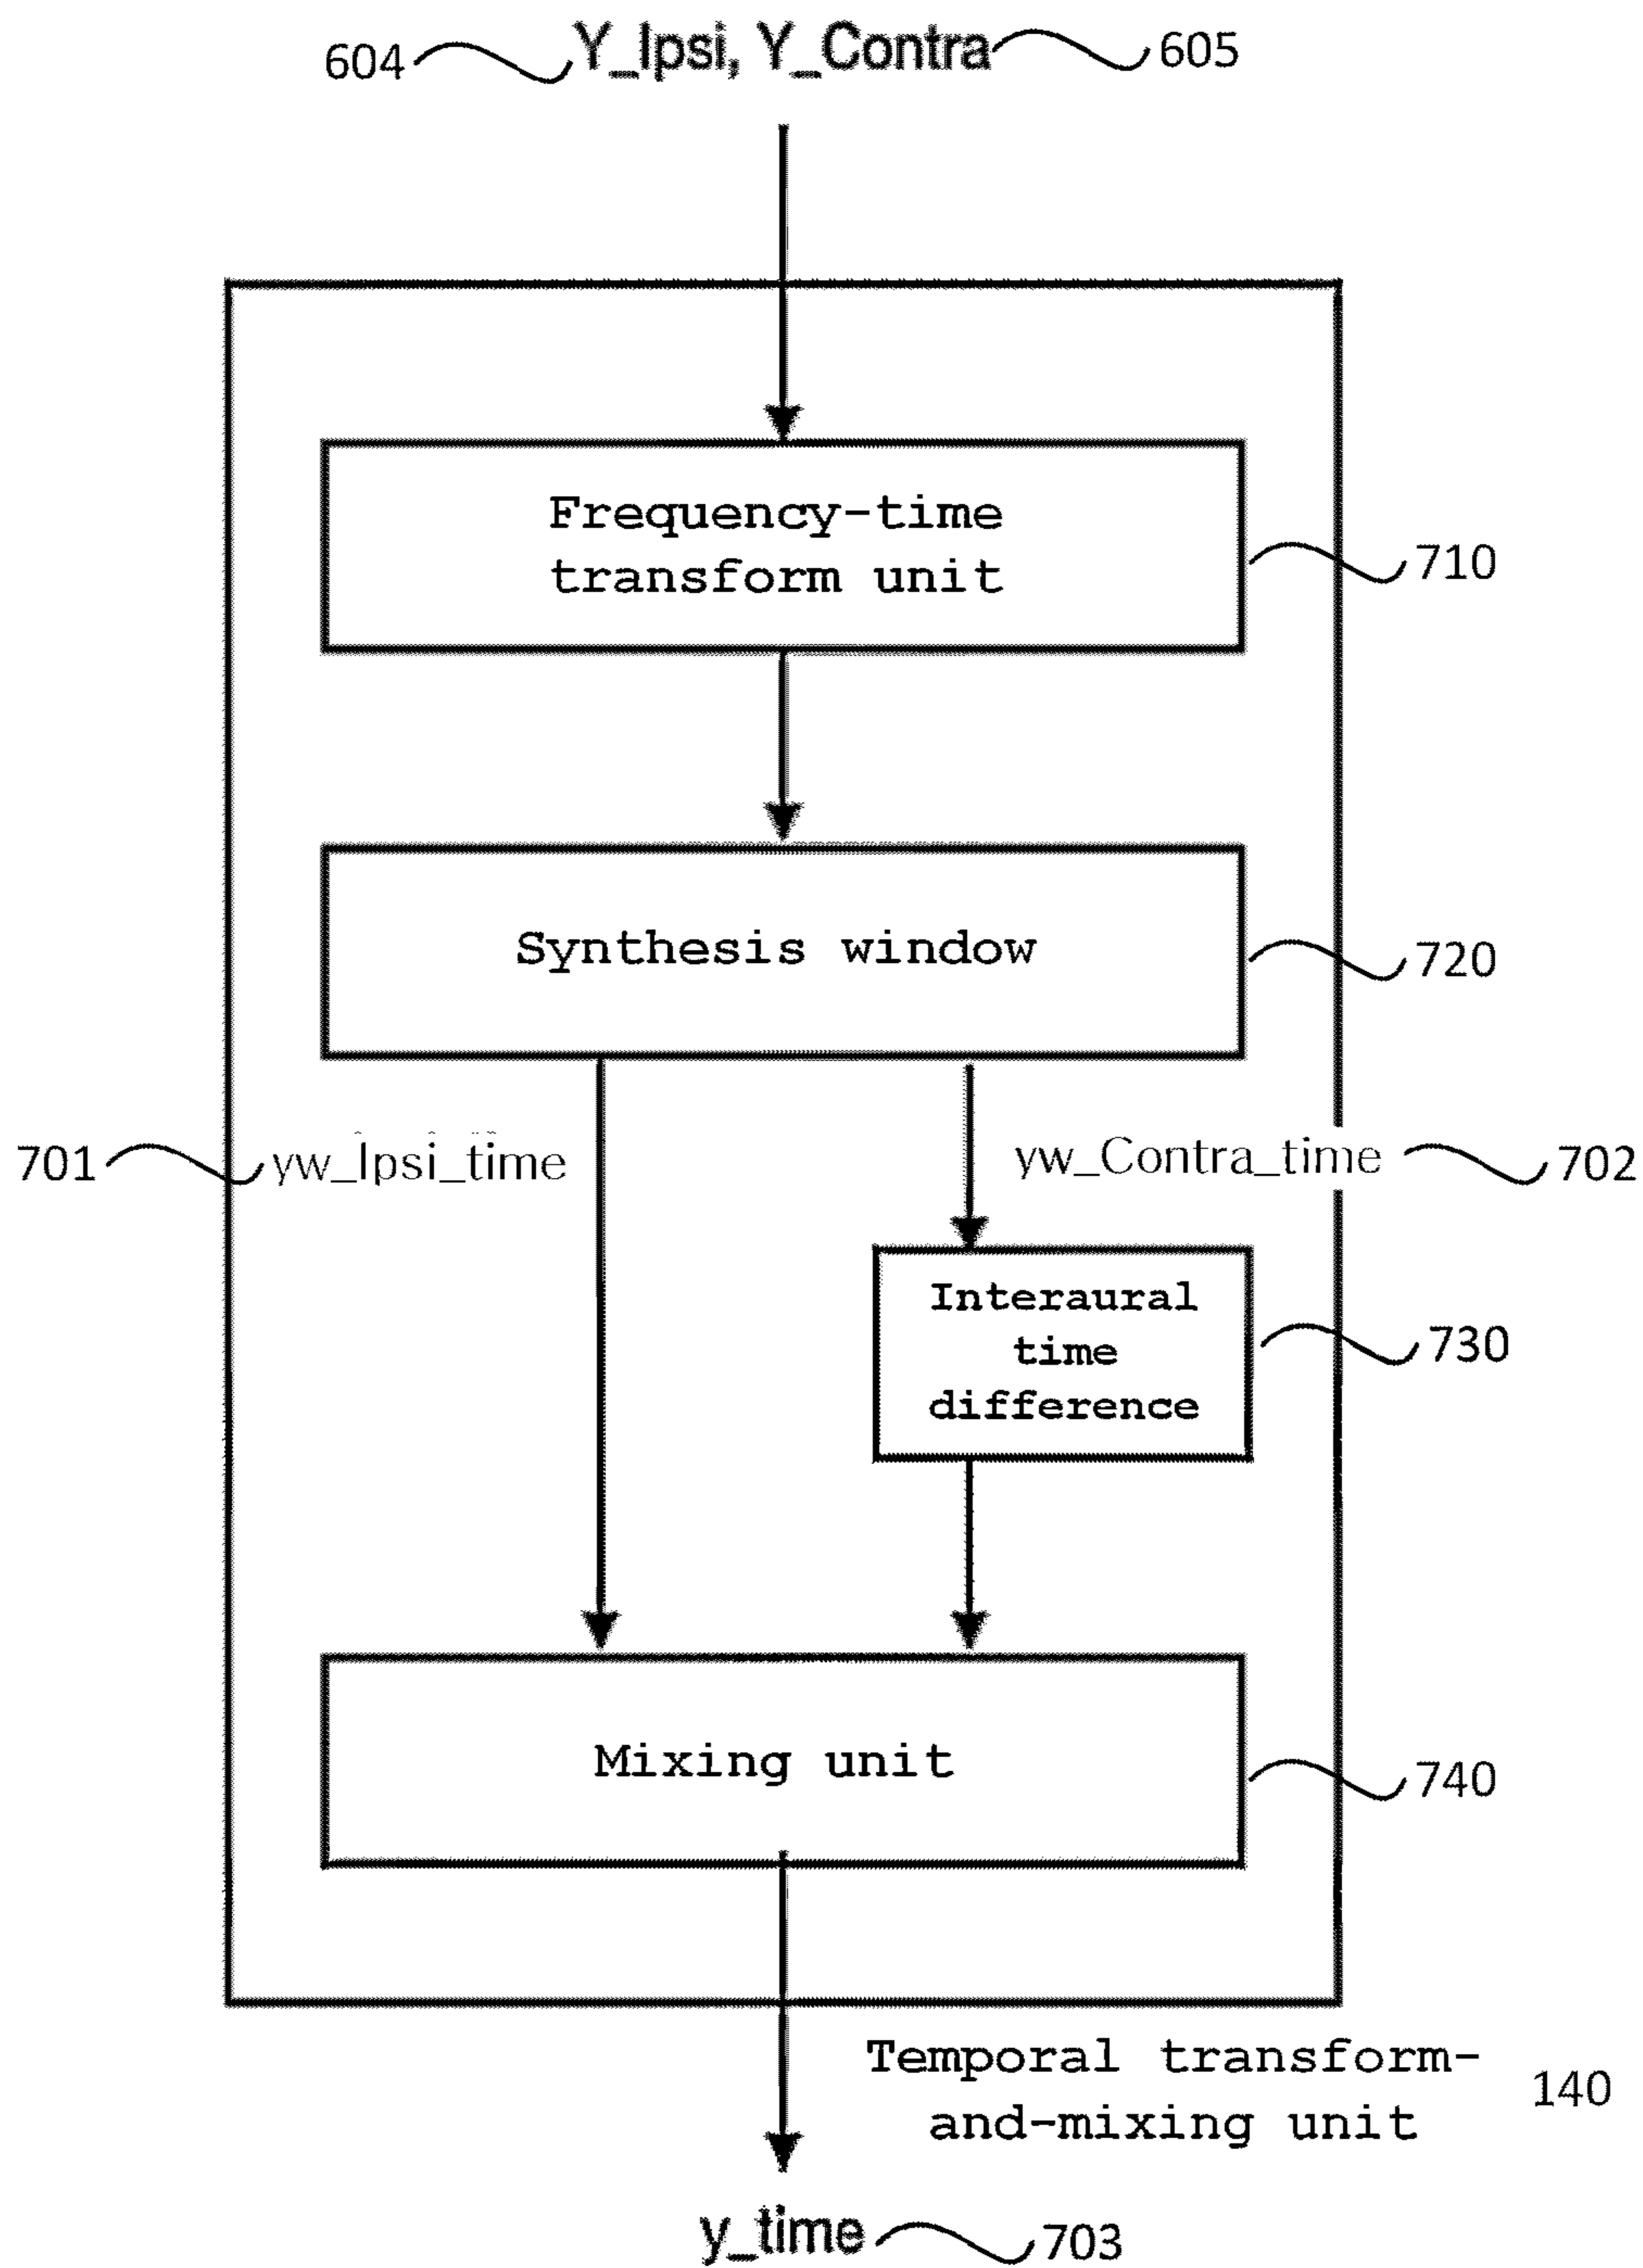 604 Y_Ipsi, Y_Contra 605
Frequency-time
transform unit
710
Synthesis window
720
701 yw_Ipsi_time
yw_Contra_time 702
Interaural
time
difference
730
Mixing unit
740
Temporal transform-
and-mixing unit
140
y_time 703